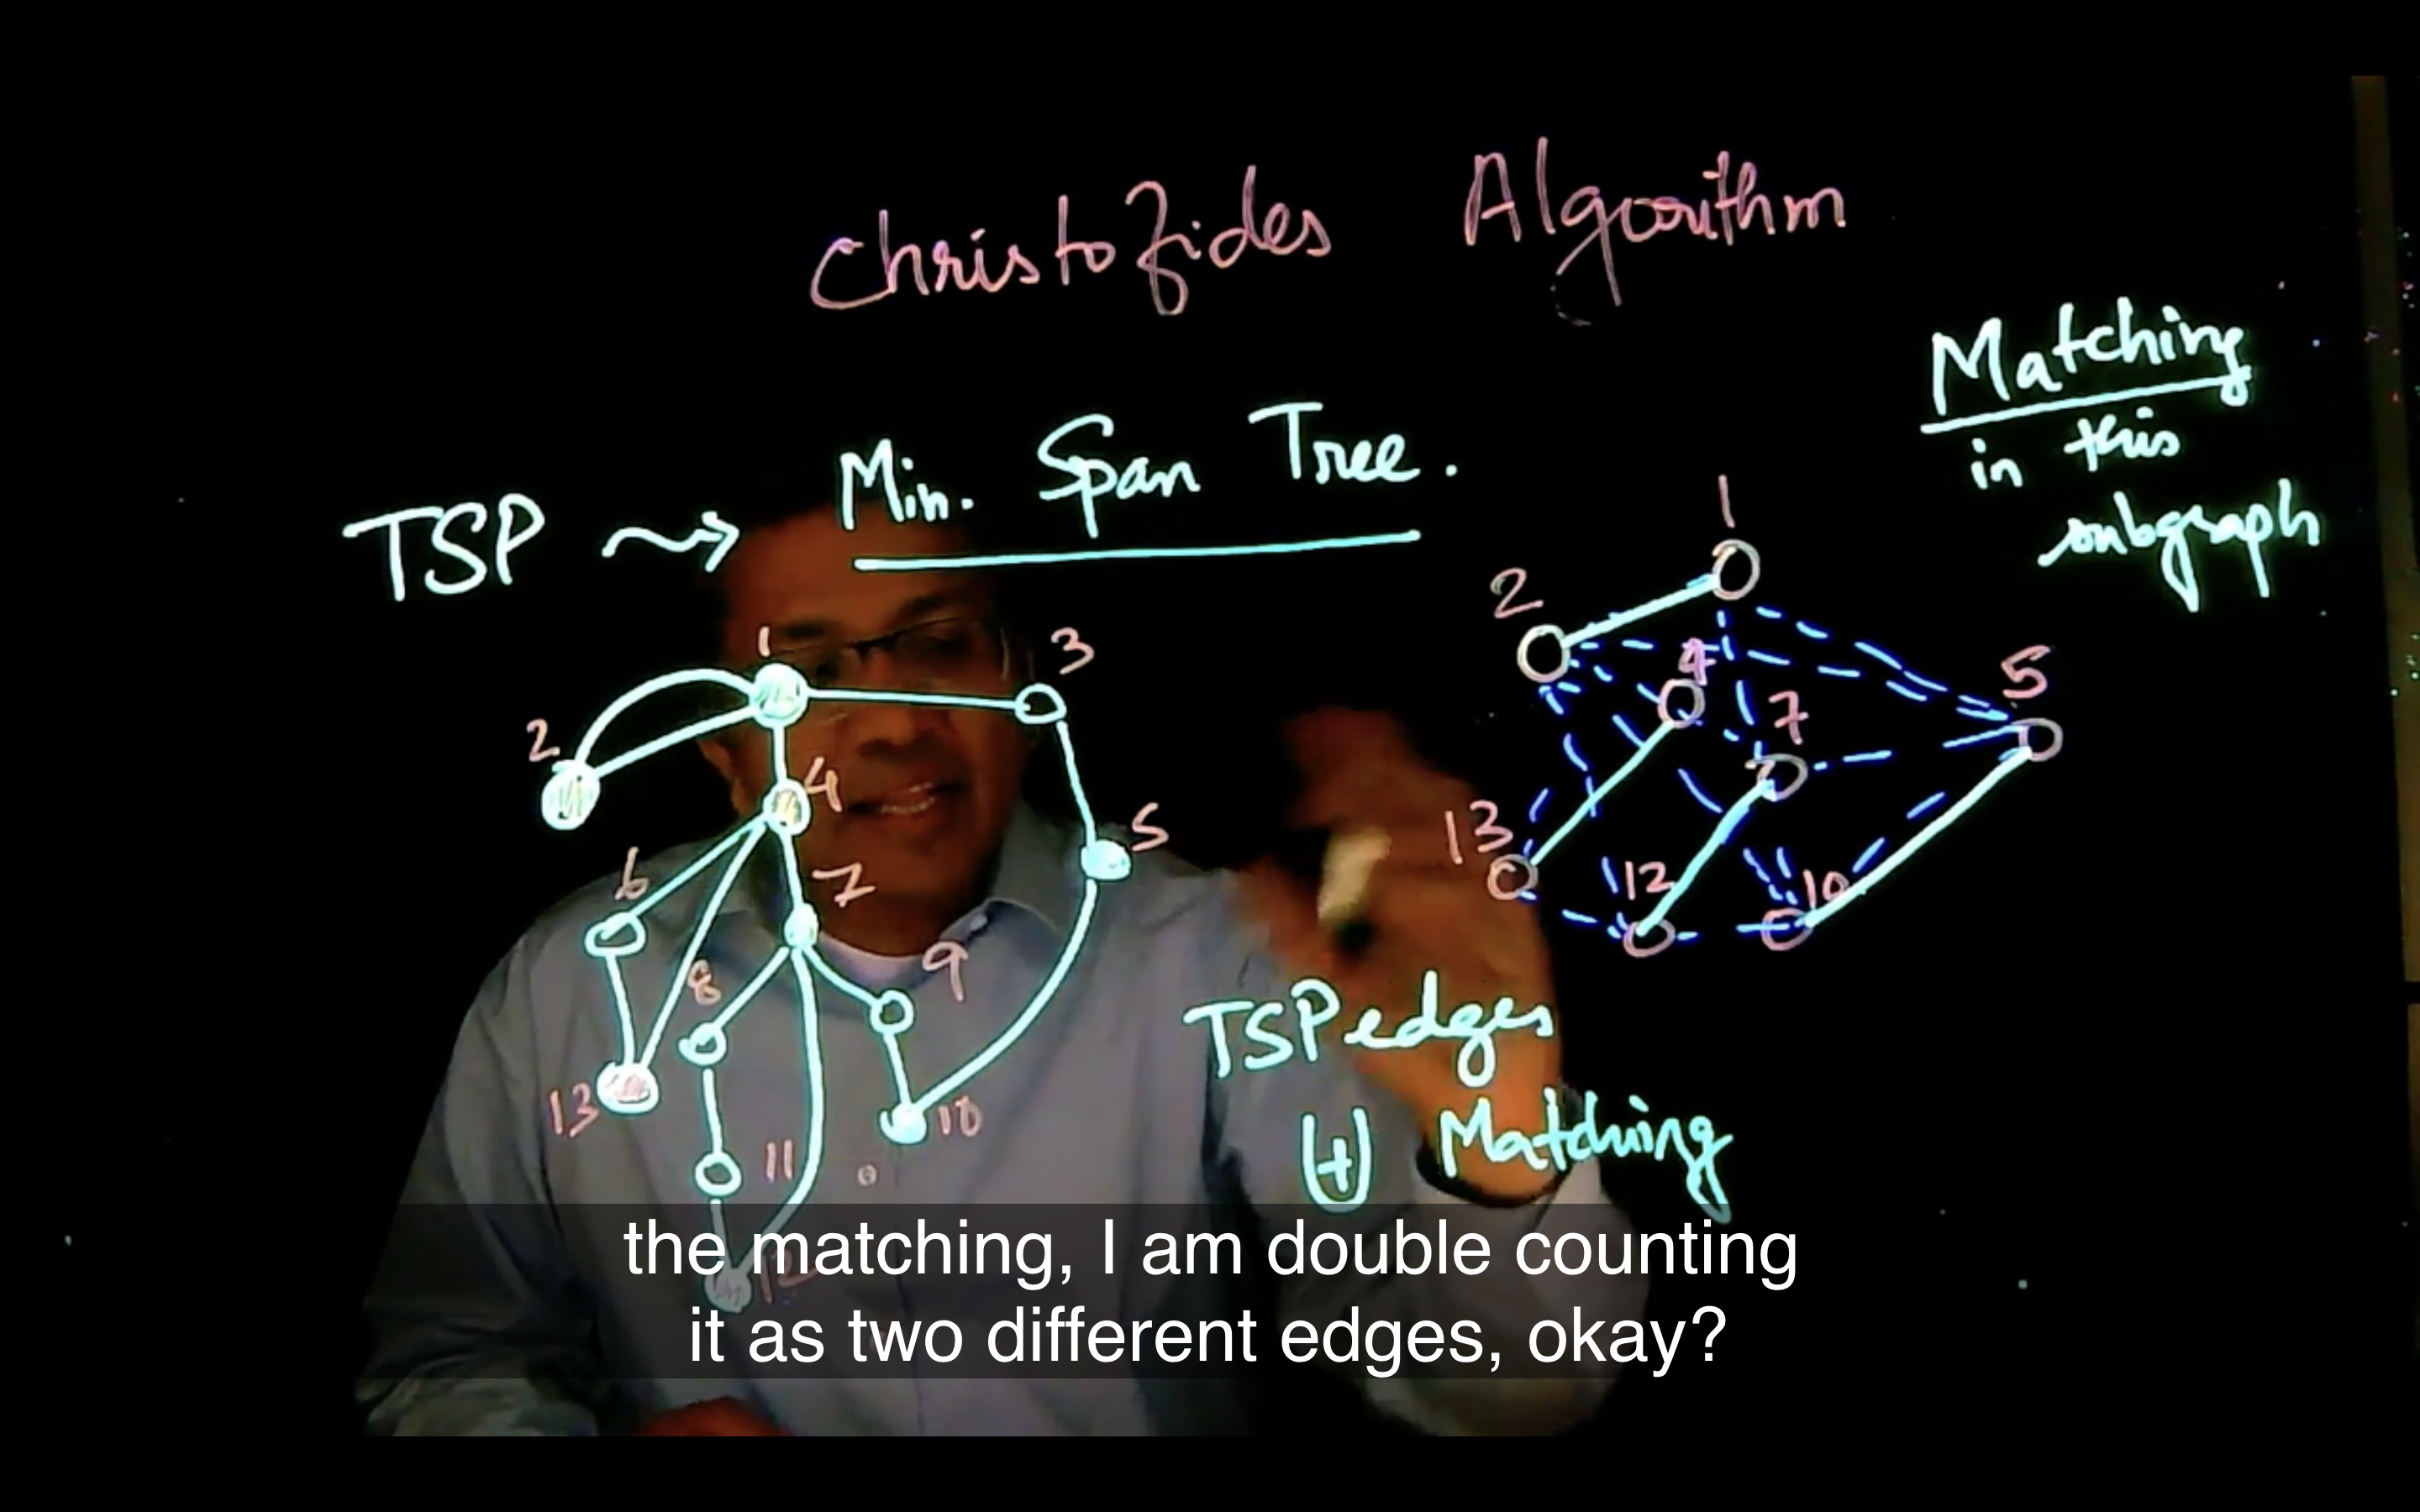 Christofides Algorithm
Matching
in this
subgraph
TSP ⇝ Min. Span Tree.
1
2
3
4
5
6
7
8
9
10
11
12
13
1
2
4
5
7
13
12
10
TSP edges
⊎ Matching
the matching, I am double counting
it as two different edges, okay?